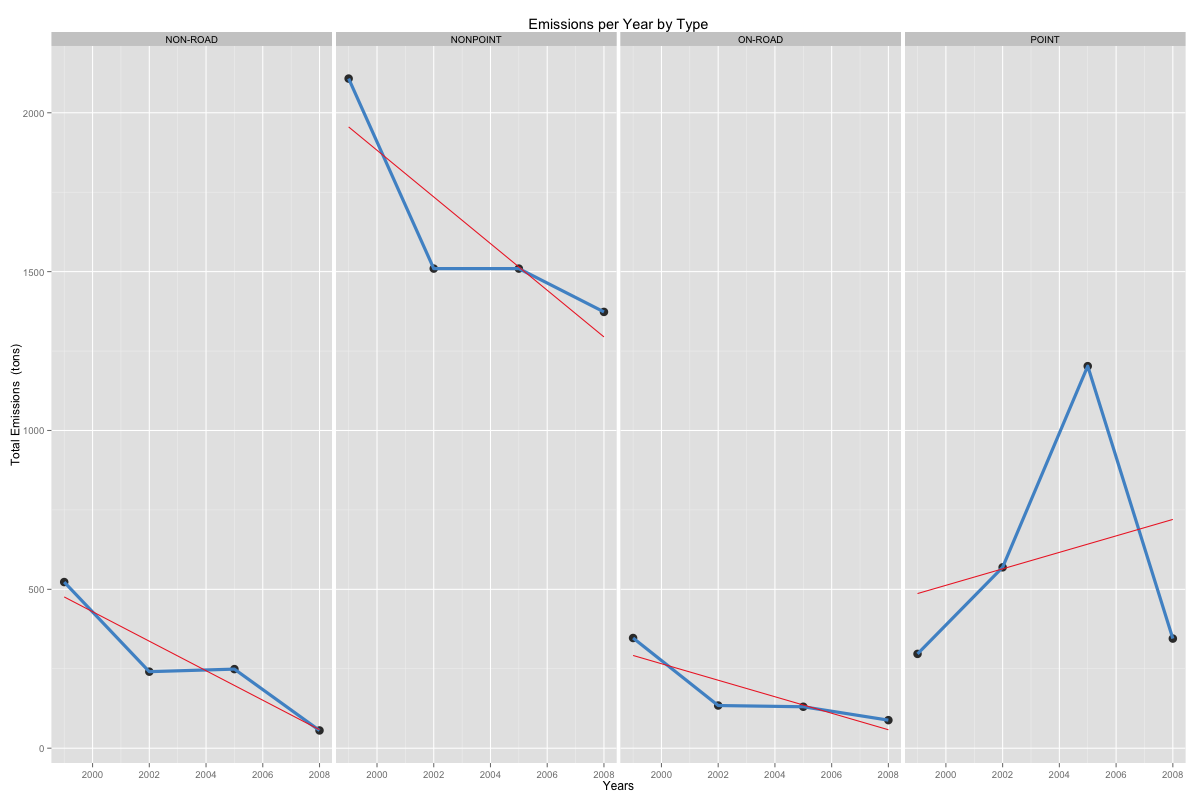 Emissions per Year by Type
NON-ROAD NONPOINT ON-ROAD POINT
Total Emissions (tons)
2000
1500
1000
500
0
2000 2002 2004 2006 2008 2000 2002 2004 2006 2008 2000 2002 2004 2006 2008 2000 2002 2004 2006 2008
Years